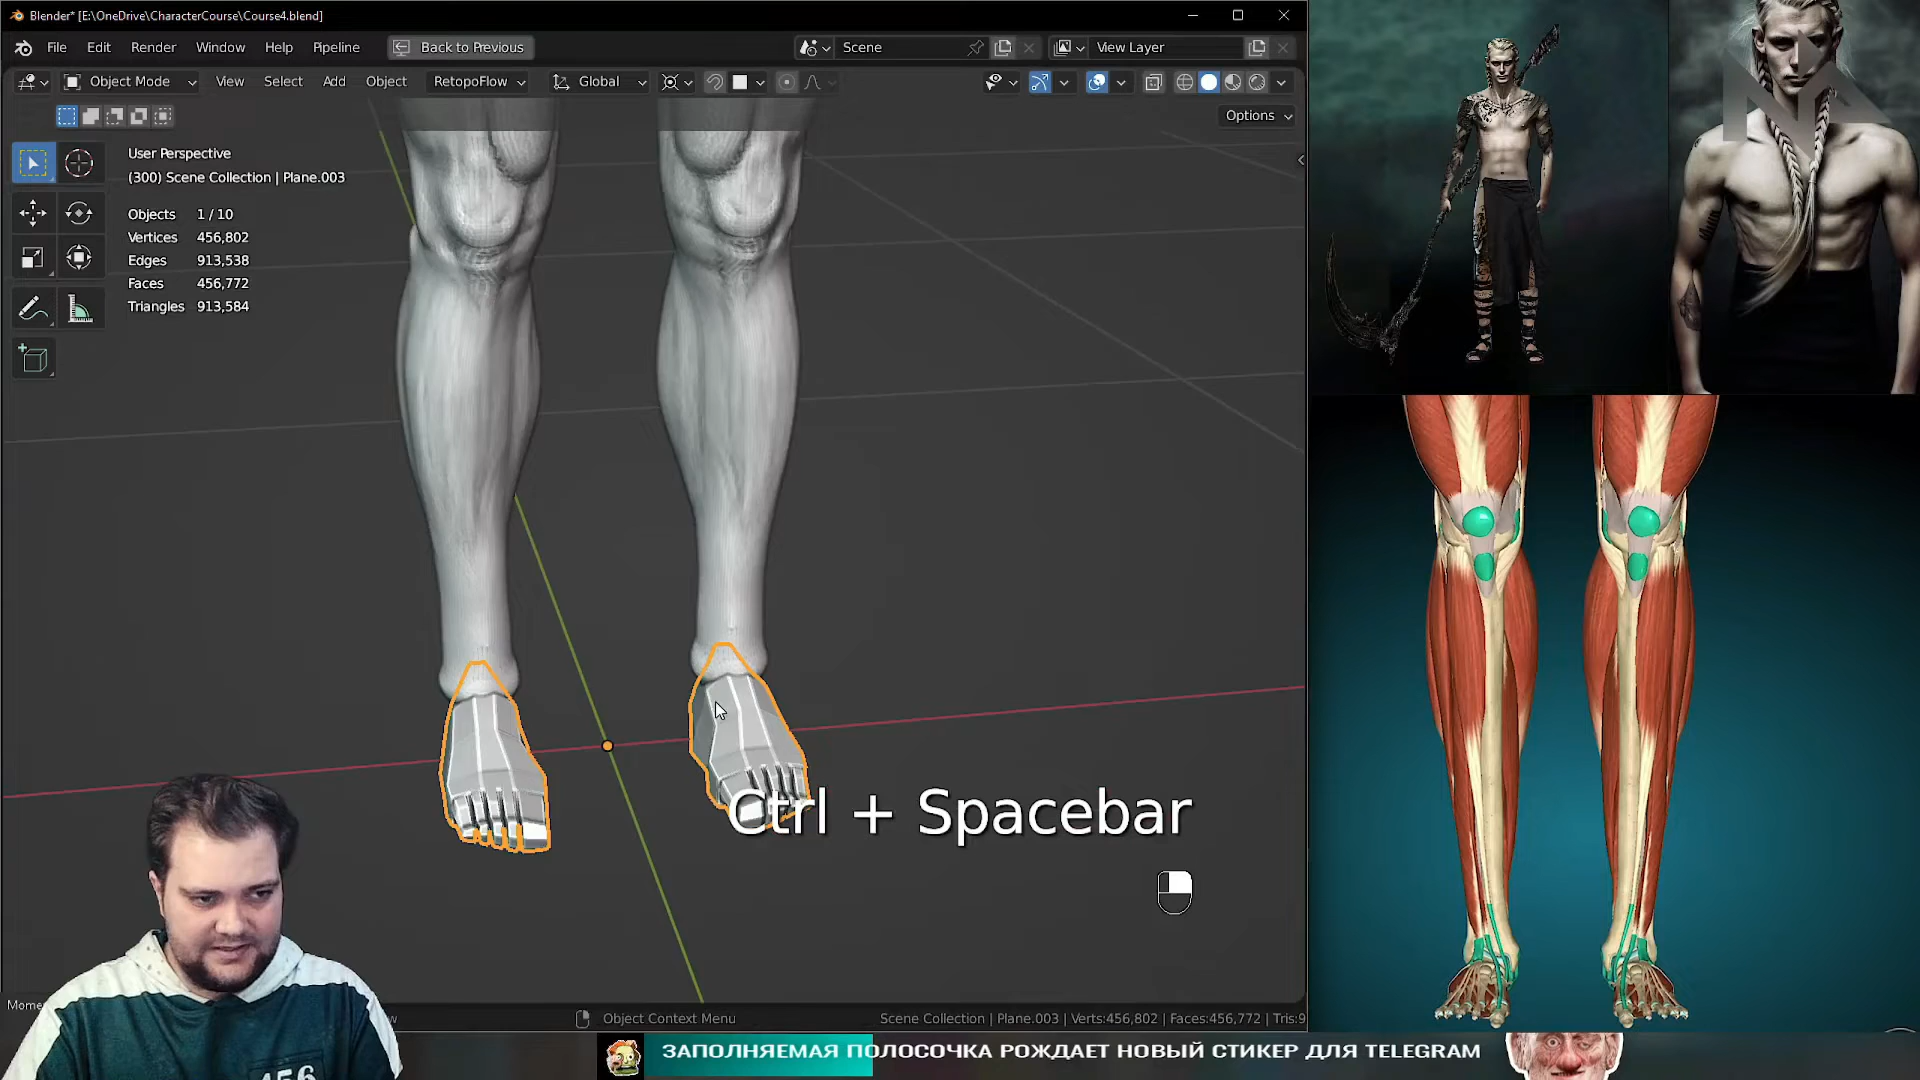 Blender* [E:\OneDrive\CharacterCourse\Course4.blend]
File Edit Render Window Help Pipeline Back to Previous Scene View Layer
Object Mode View Select Add Object RetopoFlow Global
Options
User Perspective
(300) Scene Collection | Plane.003
Objects 1 / 10
Vertices 456,802
Edges 913,538
Faces 456,772
Triangles 913,584
Ctrl + Spacebar
Object Context Menu
Scene Collection | Plane.003 | Verts:456,802 | Faces:456,772 | Tris:9
ЗАПОЛНЯЕМАЯ ПОЛОСОЧКА РОЖДАЕТ НОВЫЙ СТИКЕР ДЛЯ TELEGRAM